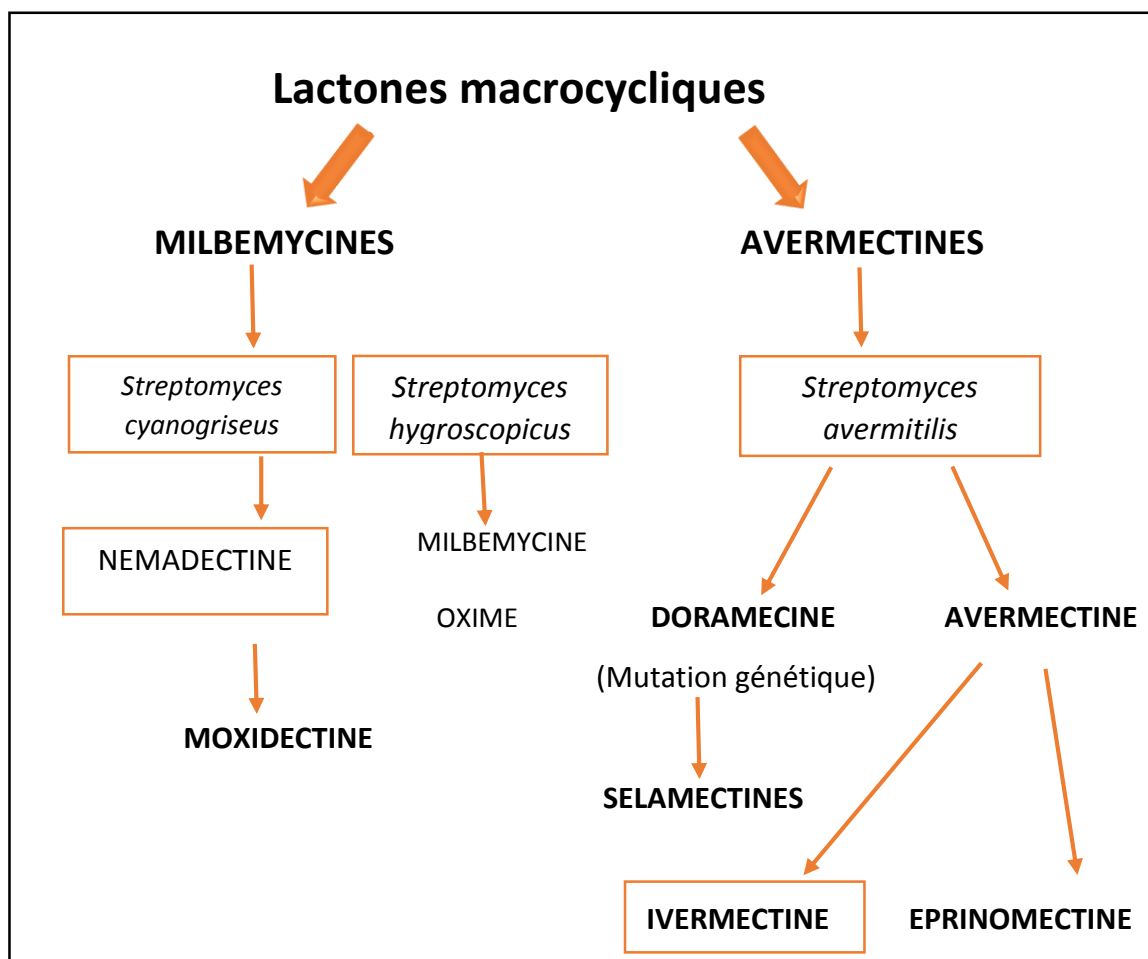 Lactones macrocycliques
MILBEMYCINES
AVERMECTINES
Streptomyces
cyanogriseus
Streptomyces
hygroscopicus
Streptomyces
avermitilis
NEMADECTINE
MILBEMYCINE
OXIME
DORAMECINE
AVERMECTINE
(Mutation génétique)
MOXIDECTINE
SELAMECTINES
IVERMECTINE
EPRINOMECTINE